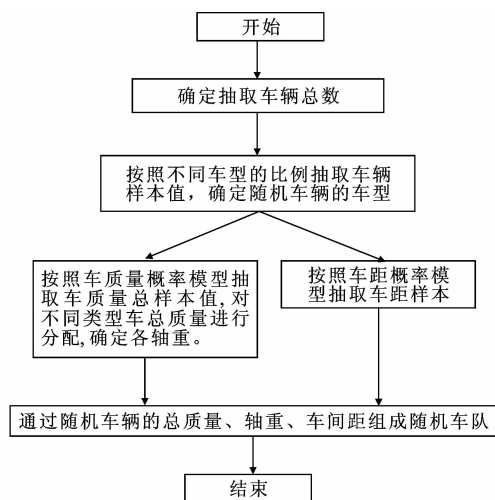 开始
确定抽取车辆总数
按照不同车型的比例抽取车辆
样本值，确定随机车辆的车型
按照车质量概率模型抽
取车质量总样本值,对
不同类型车总质量进行
分配,确定各轴重。
按照车距概率模
型抽取车距样本
通过随机车辆的总质量、轴重、车间距组成随机车队
结束